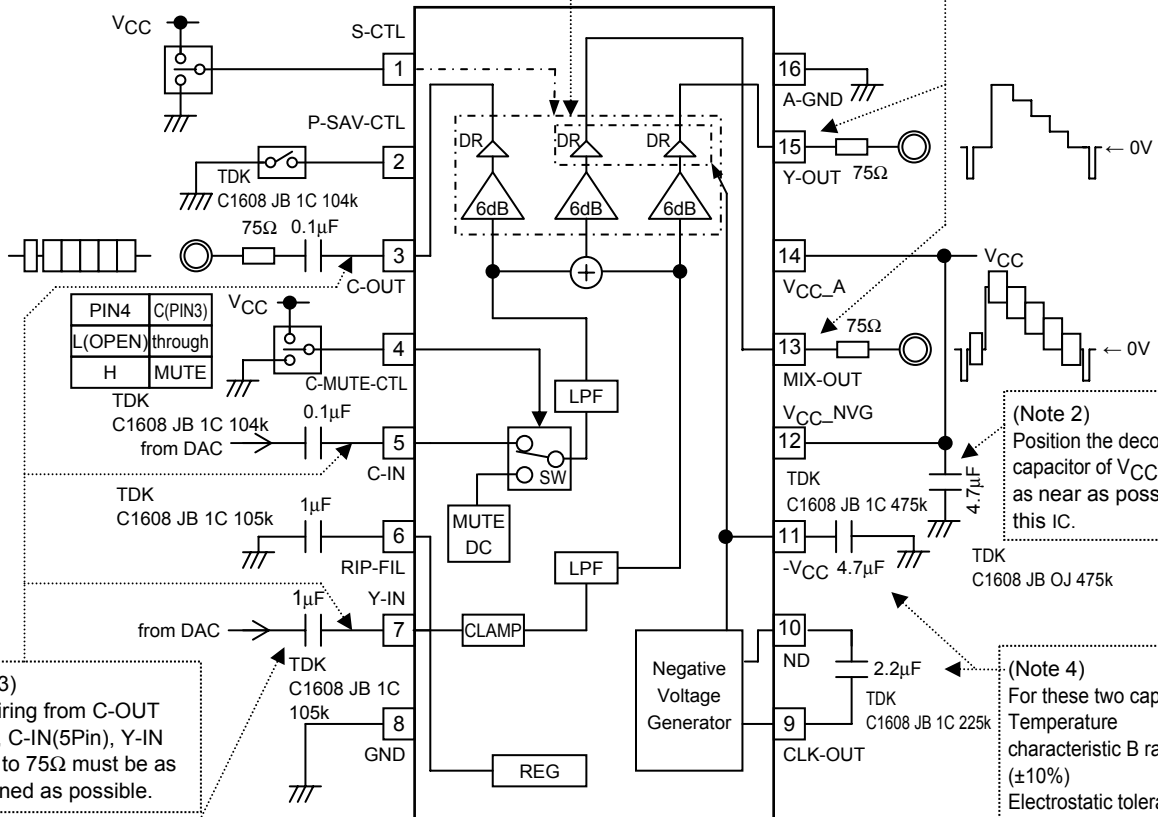 VCC
S-CTL
1
16
A-GND
P-SAV-CTL
DR
DR
DR
15
← 0V
2
Y-OUT
75Ω
TDK
C1608 JB 1C 104k
6dB
6dB
6dB
75Ω
0.1µF
3
C-OUT
+
14
VCC
VCC_A
PIN4
C(PIN3)
L(OPEN)
through
H
MUTE
VCC
4
C-MUTE-CTL
75Ω
13
← 0V
MIX-OUT
LPF
TDK
C1608 JB 1C 104k
0.1µF
from DAC
5
C-IN
SW
VCC_NVG
12
4.7µF
(Note 2)
Position the deco
capacitor of VCC
as near as poss
this IC.
TDK
C1608 JB 1C 105k
1µF
6
RIP-FIL
MUTE
DC
TDK
C1608 JB 1C 475k
11
-VCC
4.7µF
TDK
C1608 JB OJ 475k
LPF
Y-IN
1µF
from DAC
7
CLAMP
TDK
C1608 JB 1C
105k
10
ND
2.2µF
TDK
C1608 JB 1C 225k
Negative
Voltage
Generator
9
CLK-OUT
(Note 4)
For these two cap
Temperature
characteristic B ra
(±10%)
Electrostatic tolera
3)
iring from C-OUT
, C-IN(5Pin), Y-IN
to 75Ω must be as
ned as possible.
8
GND
REG